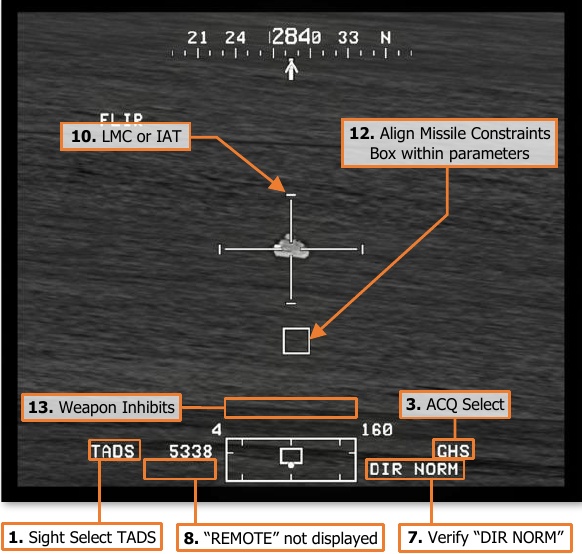 21 24 284 0 33 N
FLIR
10. LMC or IAT
12. Align Missile Constraints
Box within parameters
13. Weapon Inhibits
3. ACQ Select
4 160
TADS 5338 GHS
DIR NORM
1. Sight Select TADS
8. “REMOTE” not displayed
7. Verify “DIR NORM”